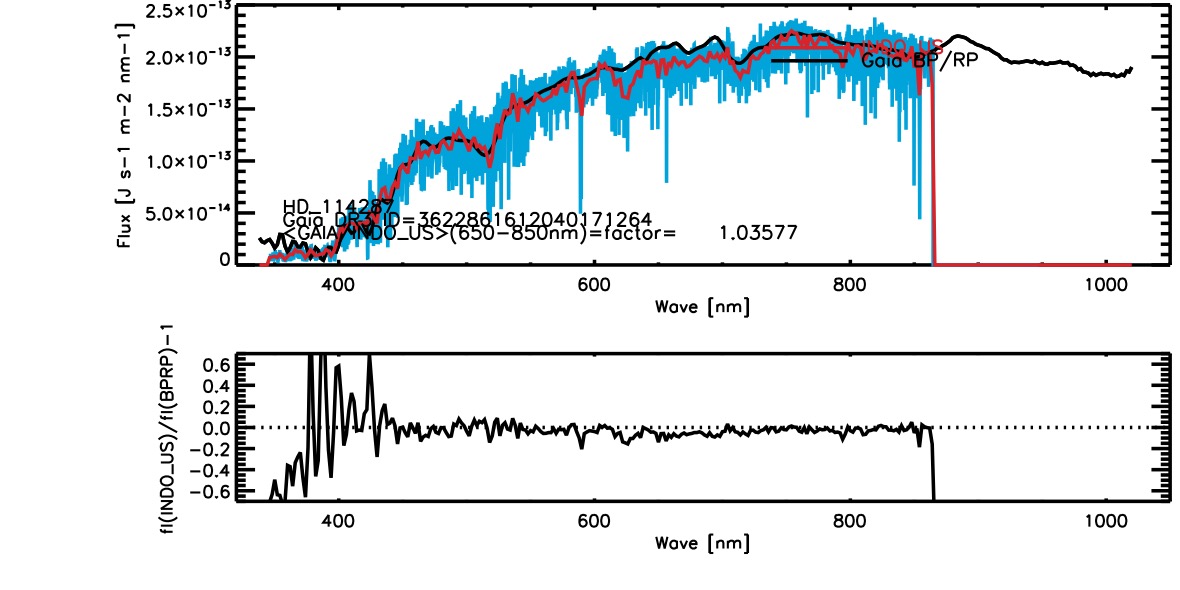 2.5×10⁻¹³
2.0×10⁻¹³
1.5×10⁻¹³
1.0×10⁻¹³
5.0×10⁻¹⁴
0
Flux [J s-1 m-2 nm-1]
INDO_US
Gaia BP/RP
HD_114287
Gaia DR3 ID=3622861612040171264
<GAIA/INDO_US>(650-850nm)=factor= 1.03577
400 600 800 1000
Wave [nm]
0.6
0.4
0.2
0.0
-0.2
-0.4
-0.6
fl(INDO_US)/fl(BPRP)-1
400 600 800 1000
Wave [nm]